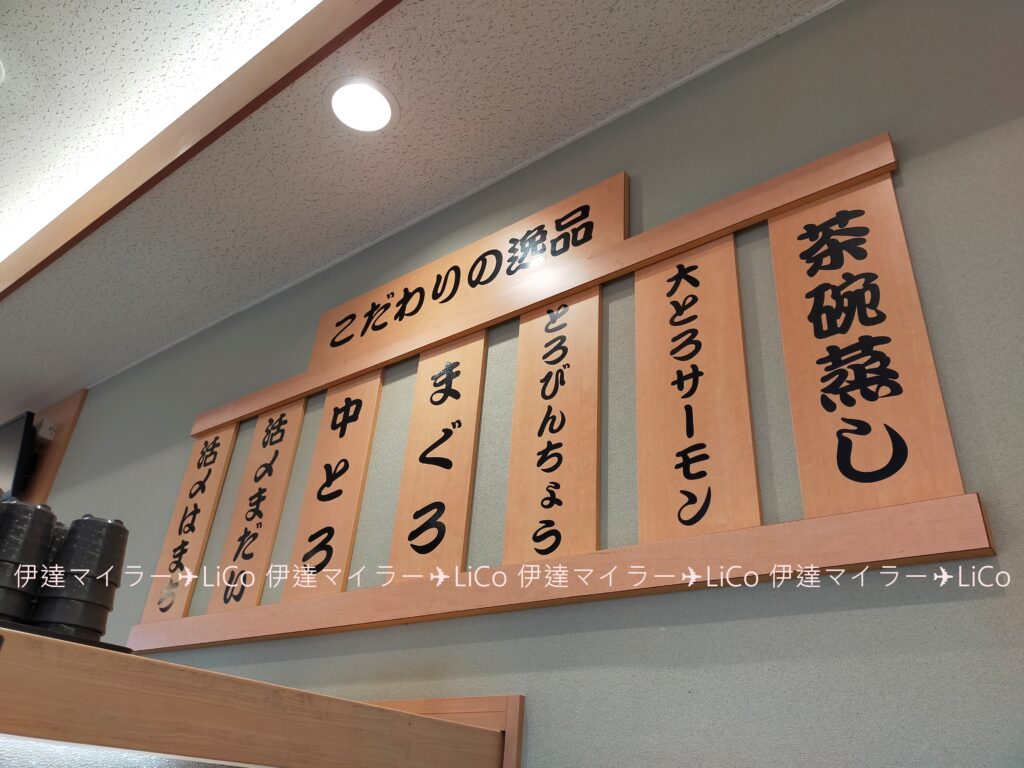 こだわりの逸品
茶碗蒸し
大とろサーモン
とろびんちょう
まぐろ
中とろ
活〆まだい
活〆はまち
伊達マイラー✈LiCo 伊達マイラー✈LiCo 伊達マイラー✈LiCo 伊達マイラー✈LiCo